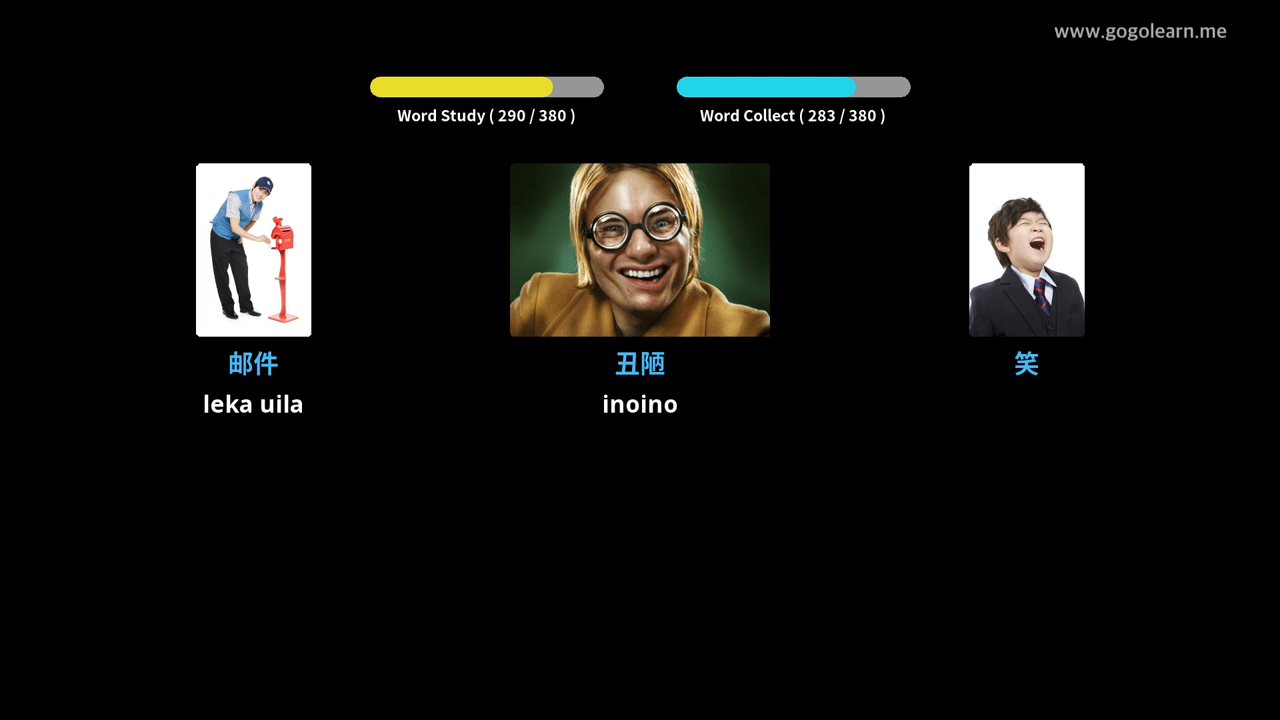 www.gogolearn.me
Word Study ( 290 / 380 )
Word Collect ( 283 / 380 )
邮件
丑陋
笑
leka uila
inoino